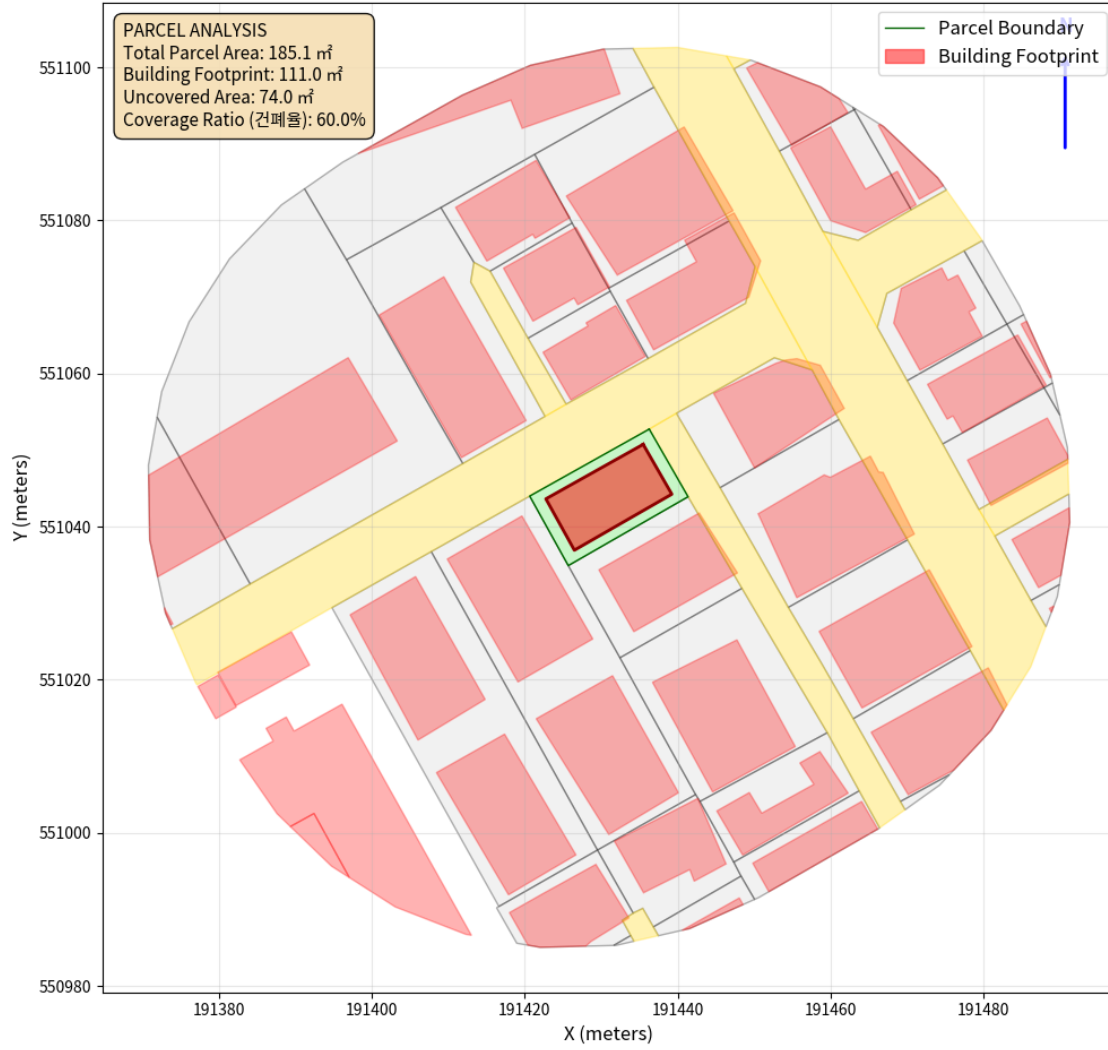 PARCEL ANALYSIS
Total Parcel Area: 185.1 ㎡
Building Footprint: 111.0 ㎡
Uncovered Area: 74.0 ㎡
Coverage Ratio (건폐율): 60.0%
Parcel Boundary
Building Footprint
N
551100
551080
551060
551040
551020
551000
550980
Y (meters)
191380
191400
191420
191440
191460
191480
X (meters)